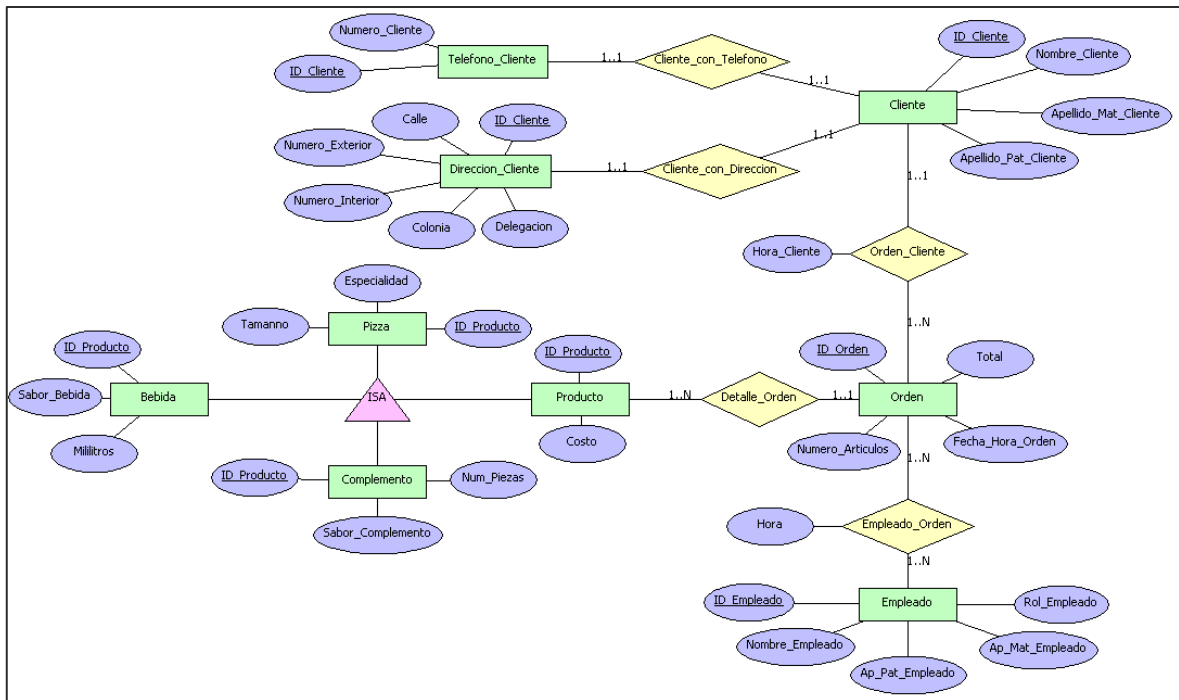 Numero_Cliente
ID_Cliente
Telefono_Cliente
1..1
Cliente_con_Telefono
1..1
ID_Cliente
Nombre_Cliente
Cliente
Apellido_Mat_Cliente
Apellido_Pat_Cliente
Calle
ID_Cliente
Numero_Exterior
Direccion_Cliente
1..1
Cliente_con_Direccion
1..1
Numero_Interior
Colonia
Delegacion
1..1
Hora_Cliente
Orden_Cliente
1..N
Especialidad
Tamanno
Pizza
ID_Producto
ID_Producto
Sabor_Bebida
Bebida
Mililitros
ISA
ID_Producto
Producto
Costo
1..N
Detalle_Orden
1..1
ID_Orden
Total
Orden
Numero_Articulos
Fecha_Hora_Orden
1..N
ID_Producto
Complemento
Num_Piezas
Sabor_Complemento
Hora
Empleado_Orden
1..N
ID_Empleado
Empleado
Rol_Empleado
Nombre_Empleado
Ap_Mat_Empleado
Ap_Pat_Empleado